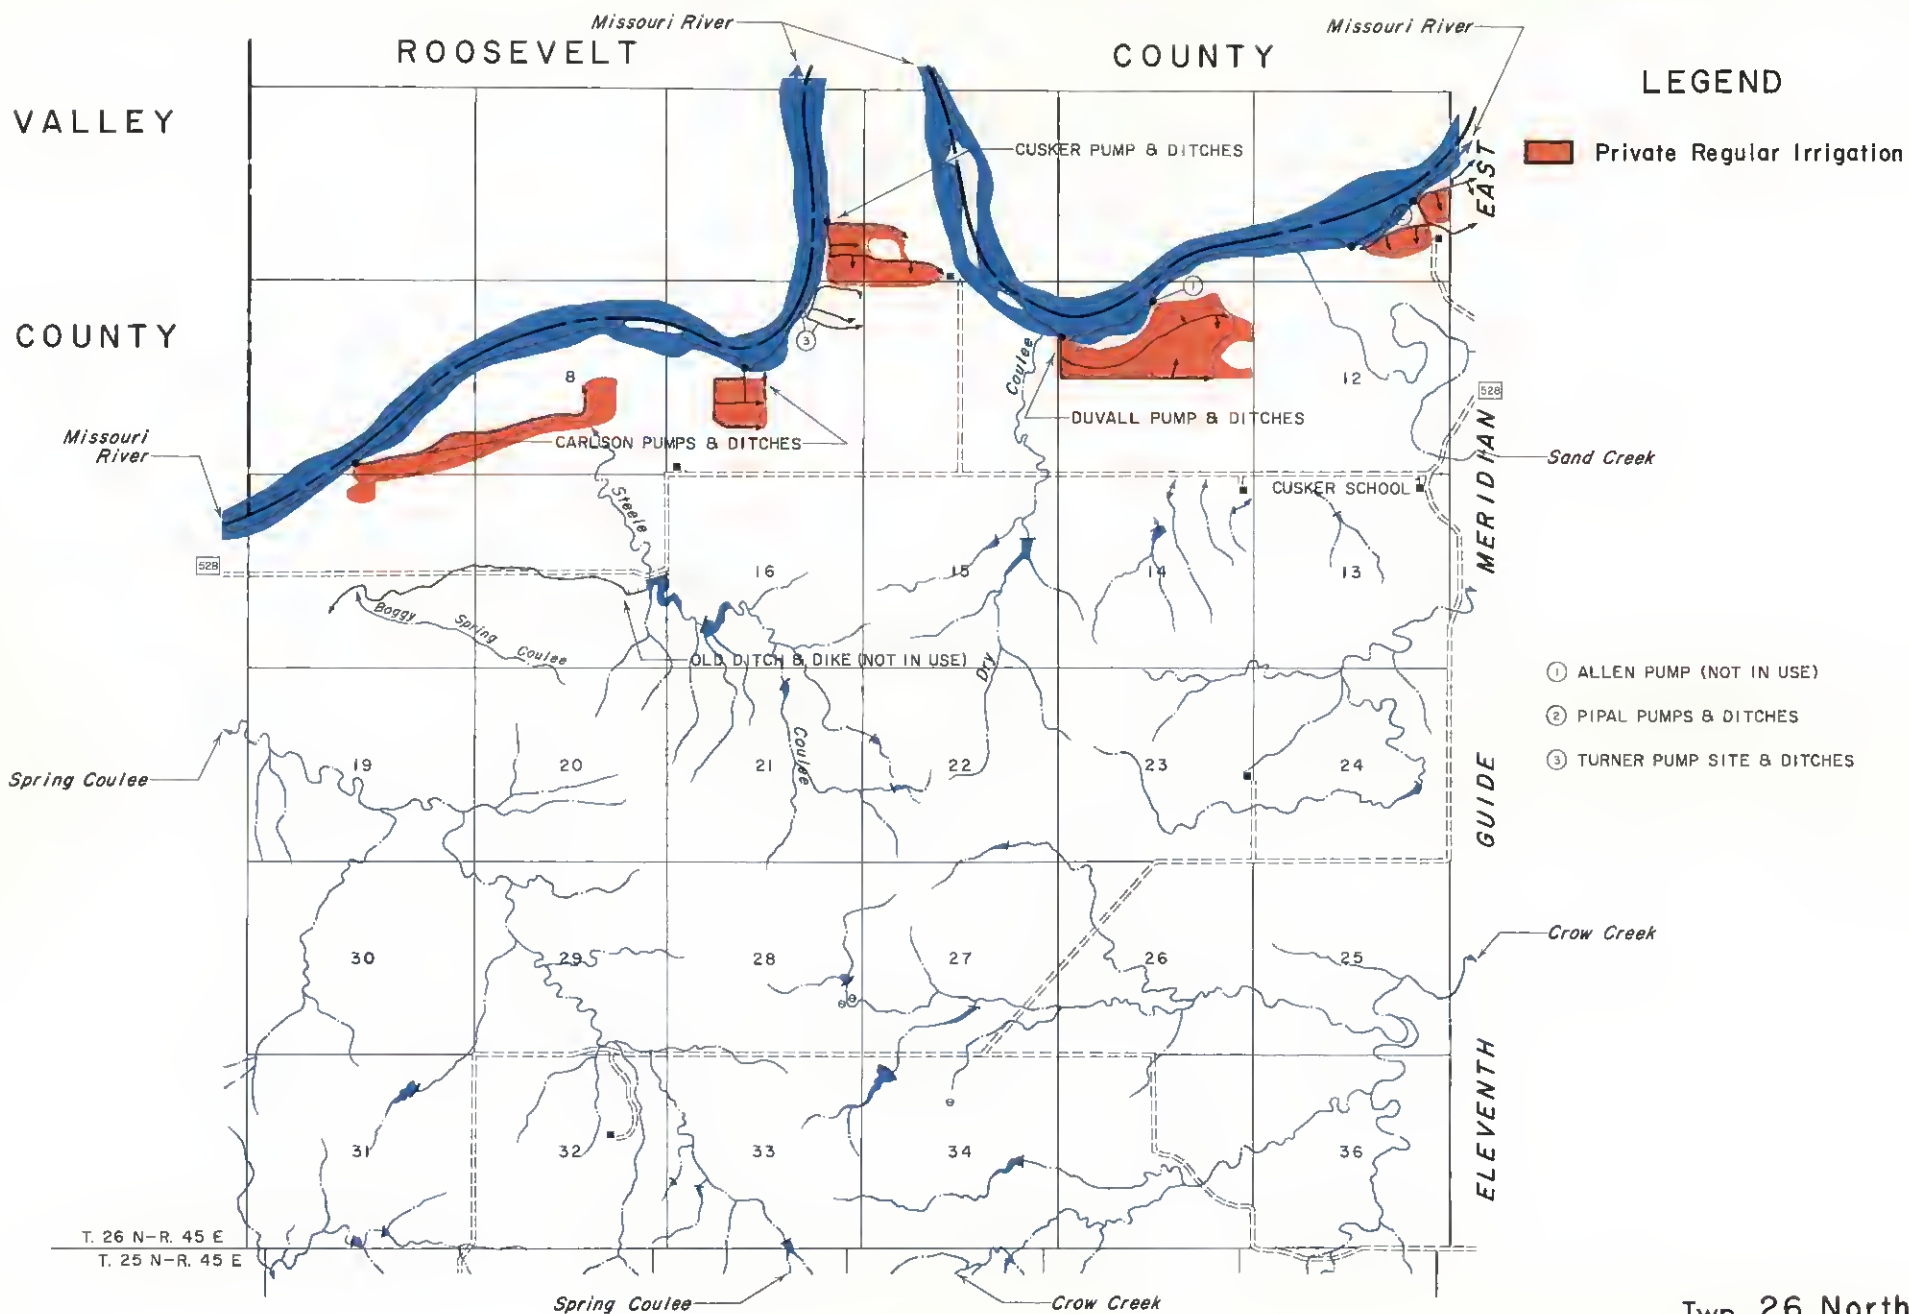 Missouri River
Missouri River
ROOSEVELT COUNTY
LEGEND
VALLEY
COUNTY
Private Regular Irrigation
CUSKER PUMP & DITCHES
EAST
1
2
3
8
12
Coulee
528
DUVALL PUMP & DITCHES
CARLSON PUMPS & DITCHES
Missouri
River
Sand Creek
MERIDIAN
CUSKER SCHOOL
Steele
528
16
15
14
13
Boggy Spring Coulee
OLD DITCH & DIKE (NOT IN USE)
Dry
1 ALLEN PUMP (NOT IN USE)
2 PIPAL PUMPS & DITCHES
3 TURNER PUMP SITE & DITCHES
Coulee
Spring Coulee
19
20
21
22
23
24
GUIDE
Crow Creek
30
29
28
27
26
25
ELEVENTH
31
32
33
34
36
T. 26 N-R. 45 E
T. 25 N-R. 45 E
Spring Coulee
Crow Creek
Twp. 26 North